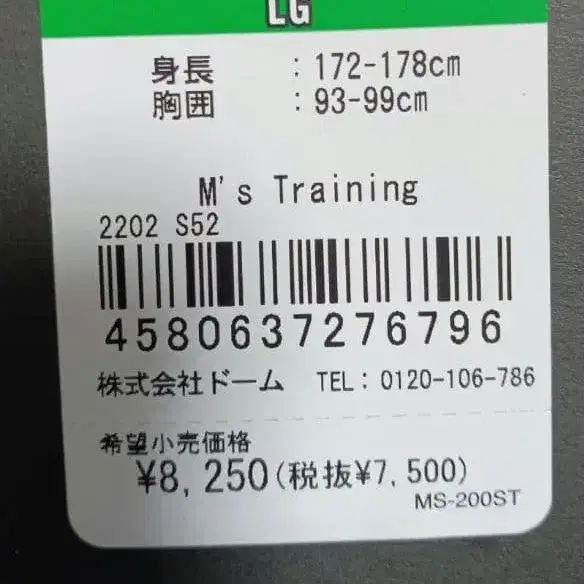 LG
身長 : 172-178cm
胸囲 : 93-99cm
M's Training
2202 S52
4580637276796
株式会社ドーム TEL: 0120-106-786
希望小売価格
¥8,250(税抜¥7,500)
MS-200ST